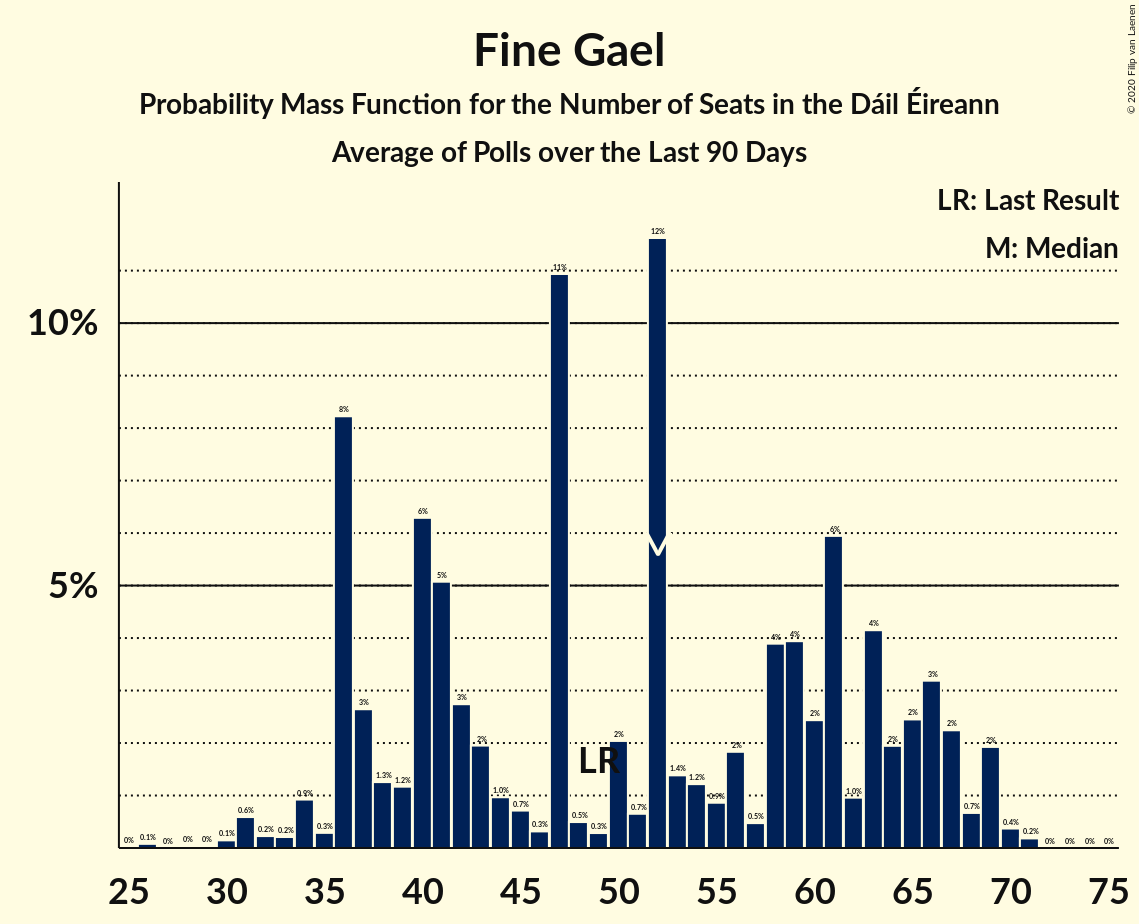 © 2020 Filip van Laenen
Fine Gael
Probability Mass Function for the Number of Seats in the Dáil Éireann
Average of Polls over the Last 90 Days
LR: Last Result
M: Median
10%
5%
0% 0.1% 0% 0% 0% 0.1% 0.6% 0.2% 0.2% 0.9% 0.3% 8% 3% 1.3% 1.2% 6% 5% 3% 2% 1.0% 0.7% 0.3% 11% 0.5% 0.3% 2% 0.7% 12% 1.4% 1.2% 0.9% 2% 0.5% 4% 4% 2% 6% 1.0% 4% 2% 2% 3% 2% 0.7% 2% 0.4% 0.2% 0% 0% 0% 0%
LR
25 30 35 40 45 50 55 60 65 70 75